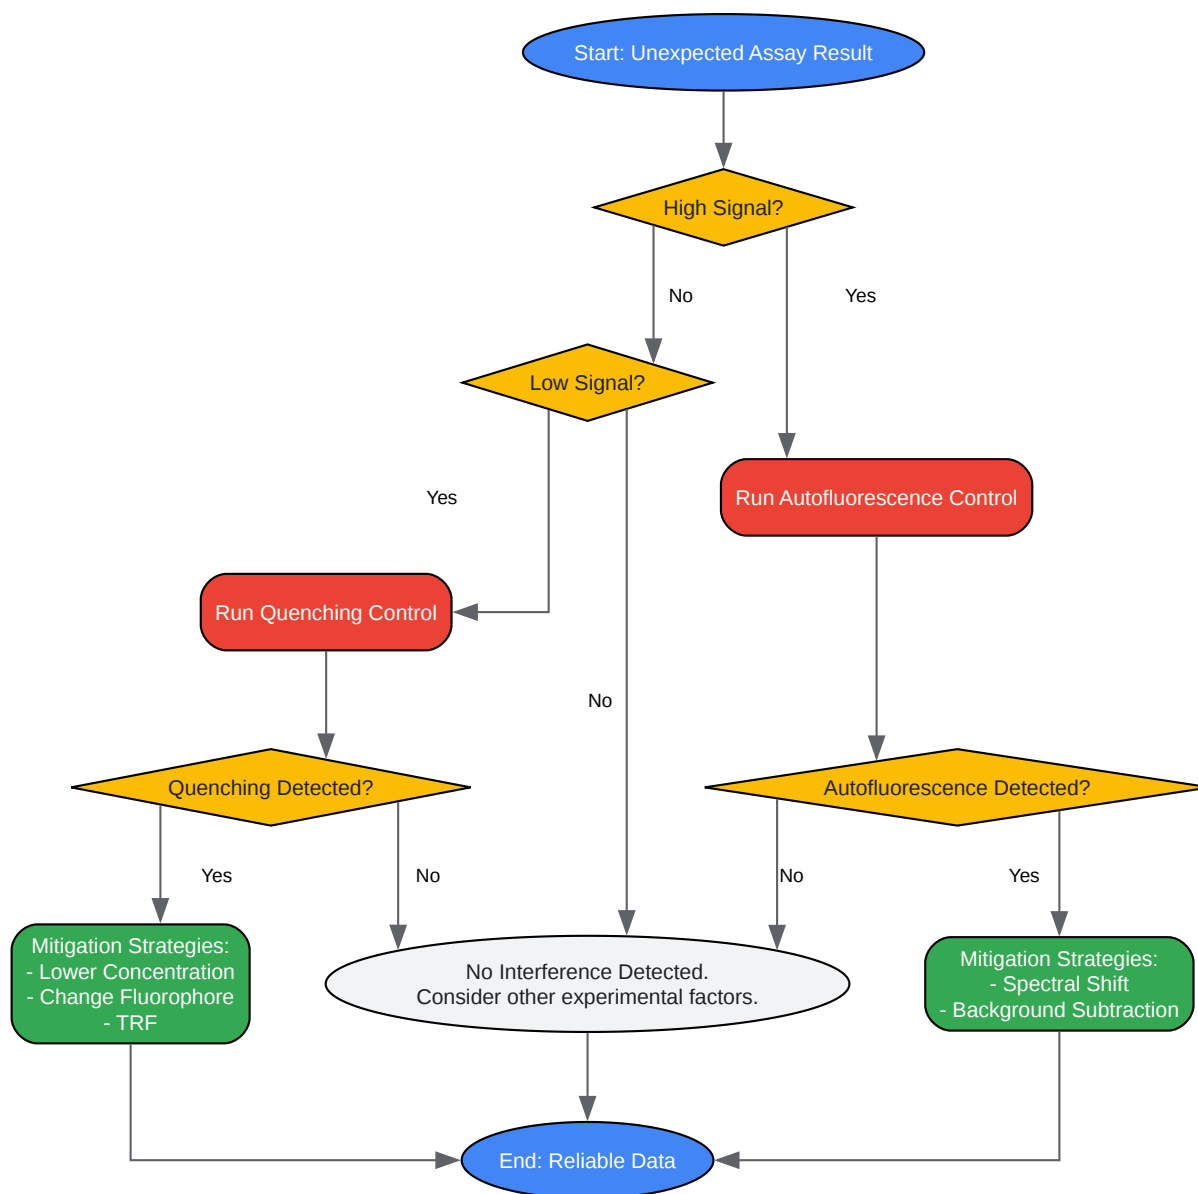 Start: Unexpected Assay Result
High Signal?
No
Yes
Low Signal?
Yes
Run Autofluorescence Control
Run Quenching Control
No
Quenching Detected?
Autofluorescence Detected?
Yes
No
No
Yes
Mitigation Strategies:
- Lower Concentration
- Change Fluorophore
- TRF
No Interference Detected.
Consider other experimental factors.
Mitigation Strategies:
- Spectral Shift
- Background Subtraction
End: Reliable Data